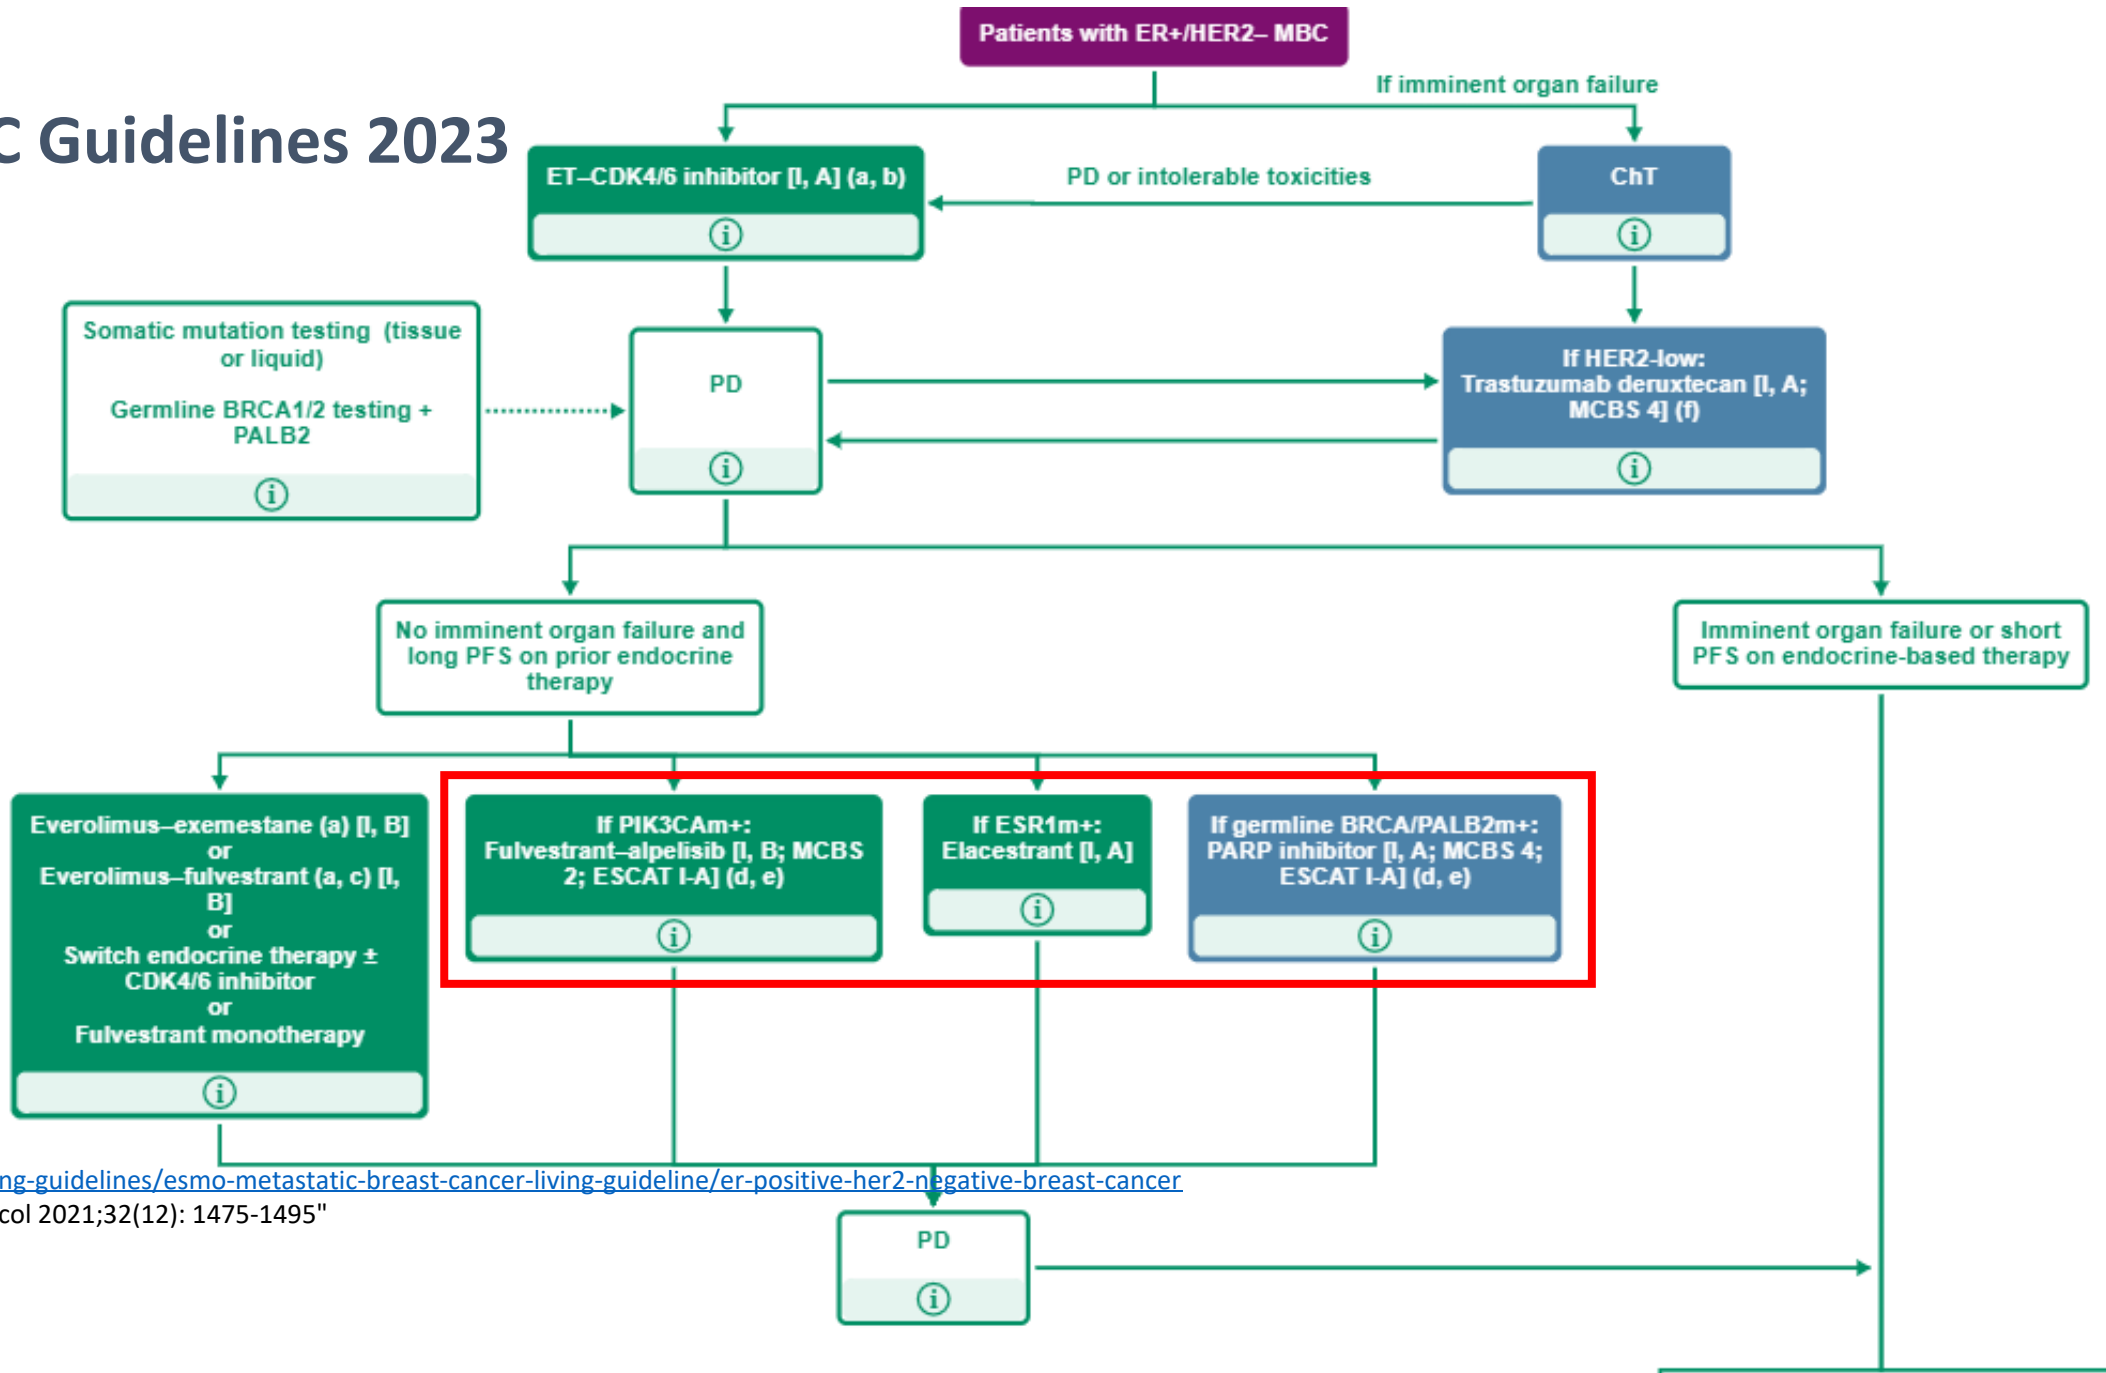 Patients with ER+/HER2– MBC
If imminent organ failure
C Guidelines 2023
ET–CDK4/6 inhibitor [I, A] (a, b)
PD or intolerable toxicities
ChT
Somatic mutation testing (tissue
or liquid)
Germline BRCA1/2 testing +
PALB2
PD
If HER2-low:
Trastuzumab deruxtecan [I, A;
MCBS 4] (f)
No imminent organ failure and
long PFS on prior endocrine
therapy
Imminent organ failure or short
PFS on endocrine-based therapy
Everolimus–exemestane (a) [I, B]
or
Everolimus–fulvestrant (a, c) [I,
B]
or
Switch endocrine therapy ±
CDK4/6 inhibitor
or
Fulvestrant monotherapy
If PIK3CAm+:
Fulvestrant–alpelisib [I, B; MCBS
2; ESCAT I-A] (d, e)
If ESR1m+:
Elacestrant [I, A]
If germline BRCA/PALB2m+:
PARP inhibitor [I, A; MCBS 4;
ESCAT I-A] (d, e)
ng-guidelines/esmo-metastatic-breast-cancer-living-guideline/er-positive-her2-negative-breast-cancer
col 2021;32(12): 1475-1495"
PD